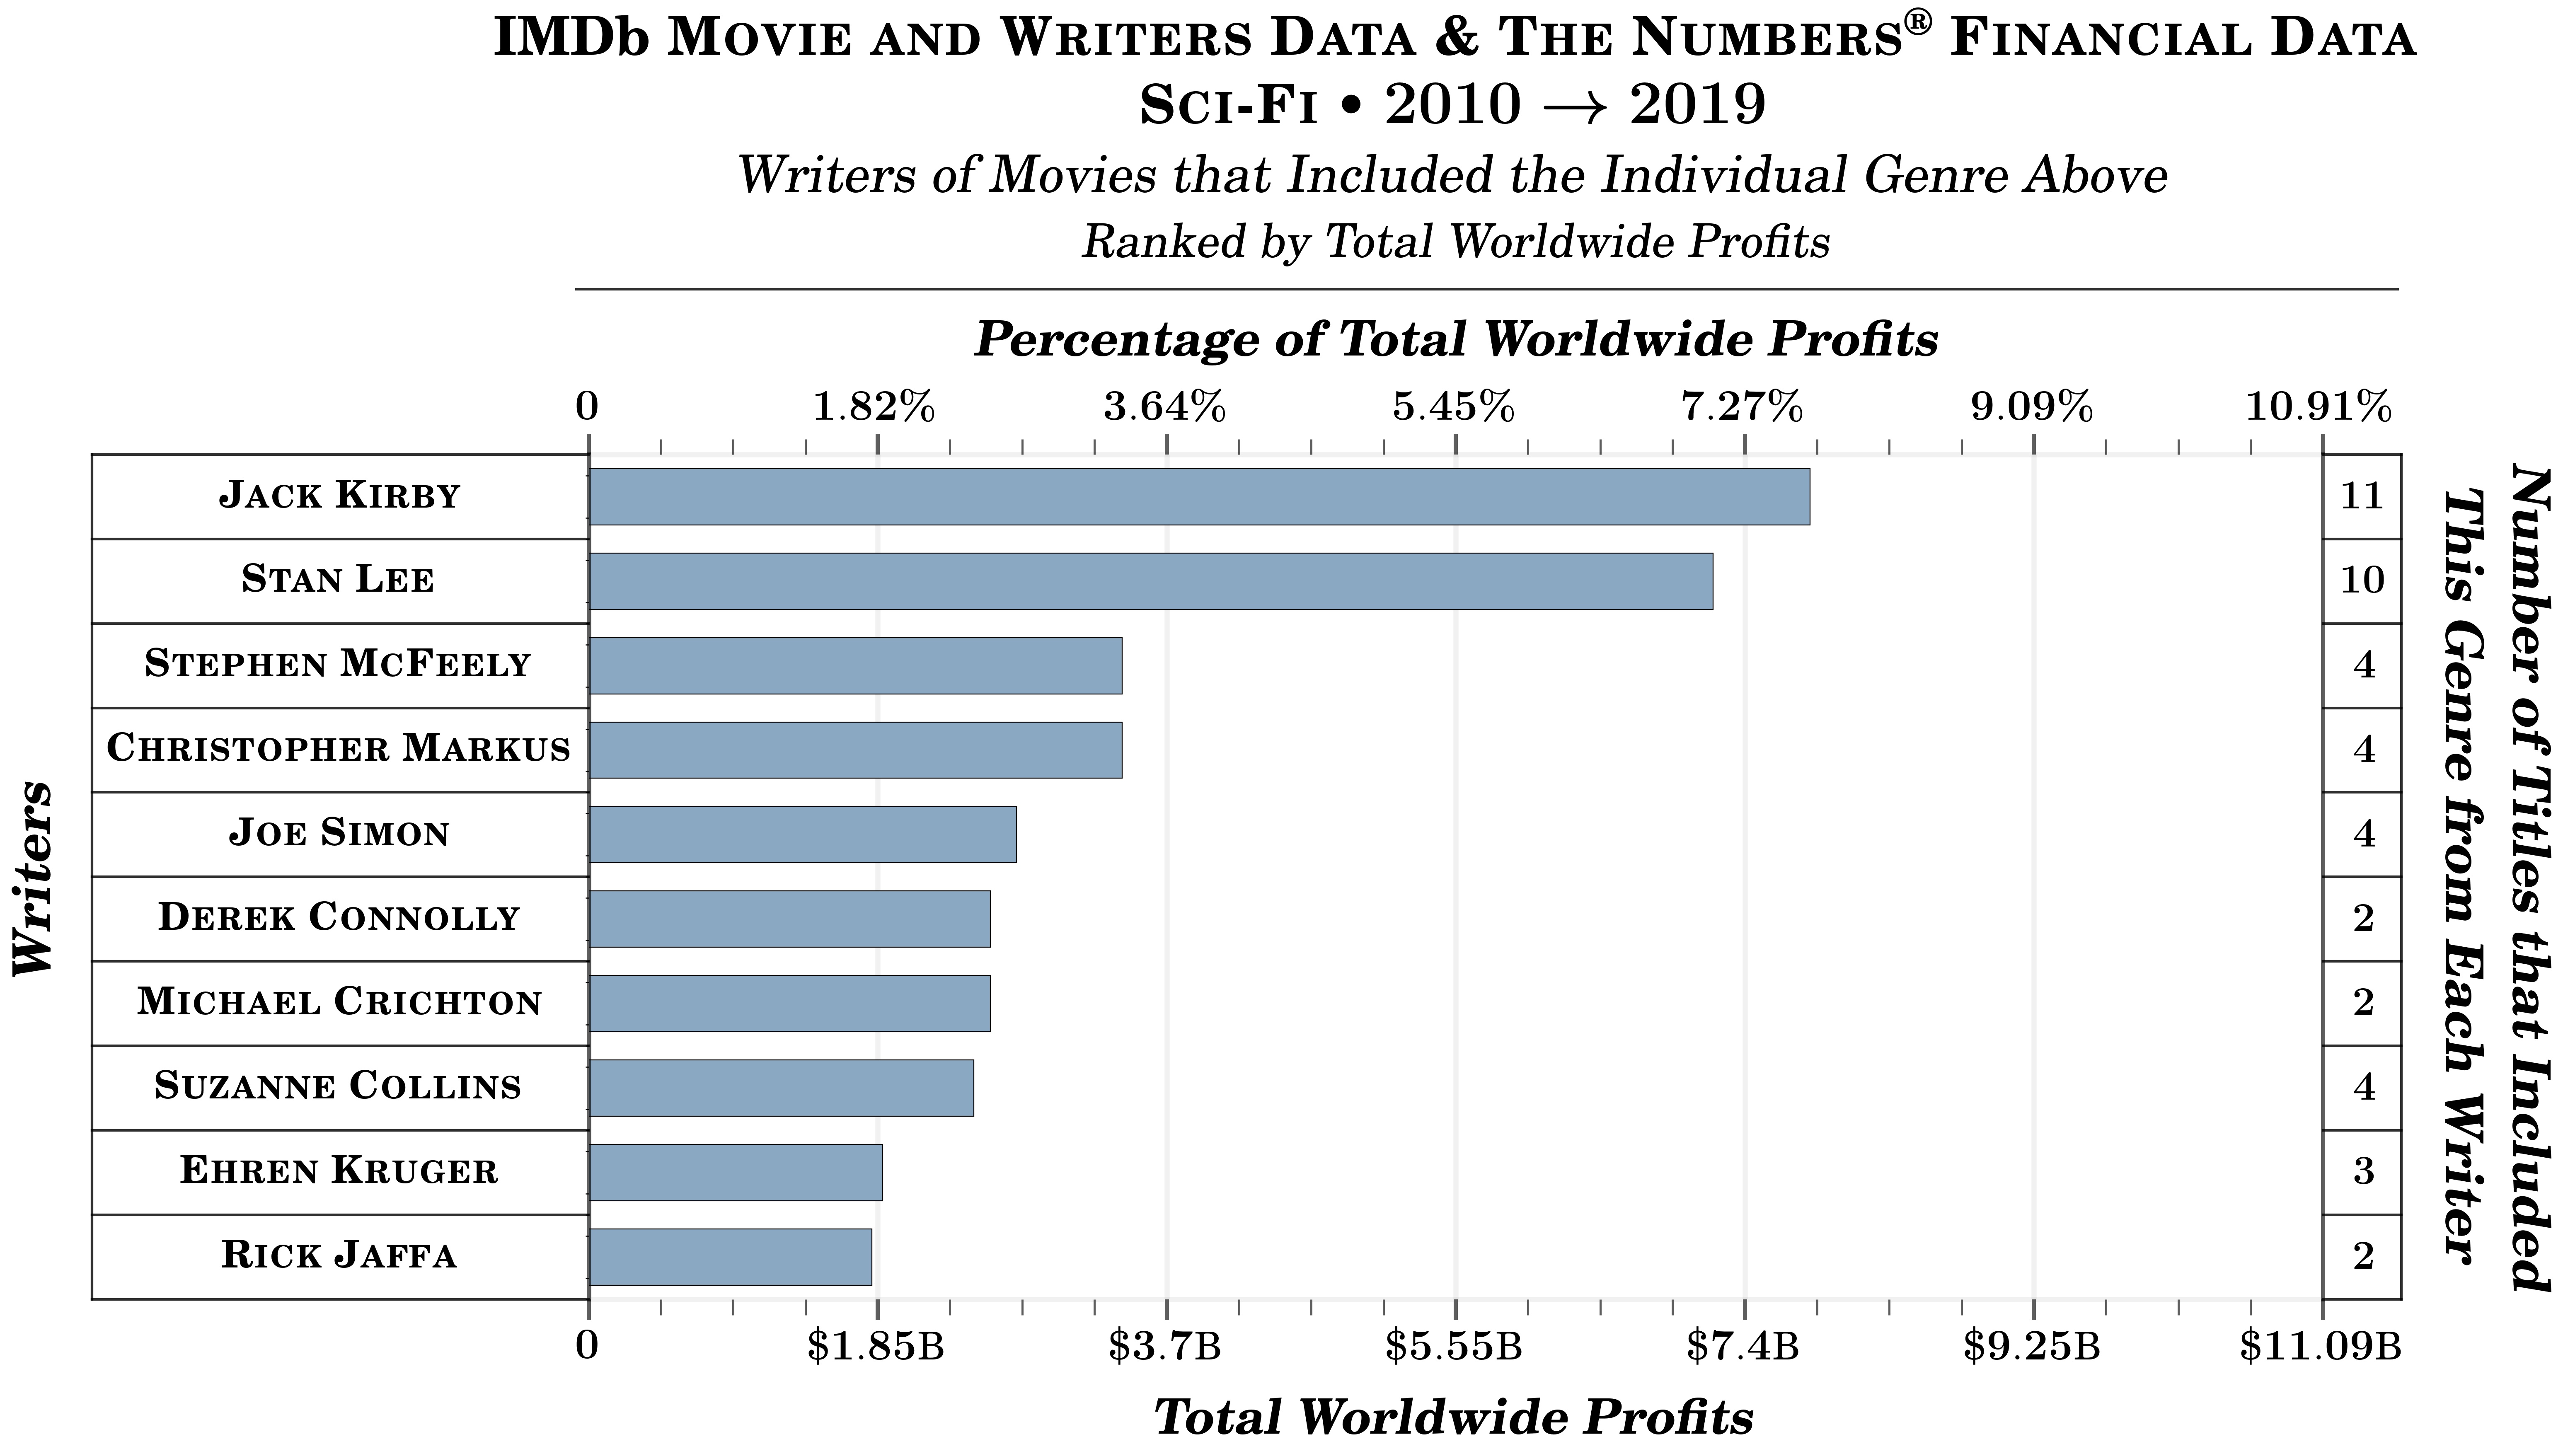 IMDb Movie and Writers Data & The Numbers® Financial Data
Sci-Fi • 2010 → 2019
Writers of Movies that Included the Individual Genre Above
Ranked by Total Worldwide Profits
Percentage of Total Worldwide Profits
0 1.82% 3.64% 5.45% 7.27% 9.09% 10.91%
Writers
Jack Kirby 11
Stan Lee 10
Stephen McFeely 4
Christopher Markus 4
Joe Simon 4
Derek Connolly 2
Michael Crichton 2
Suzanne Collins 4
Ehren Kruger 3
Rick Jaffa 2
Number of Titles that Included
This Genre from Each Writer
0 $1.85B $3.7B $5.55B $7.4B $9.25B $11.09B
Total Worldwide Profits